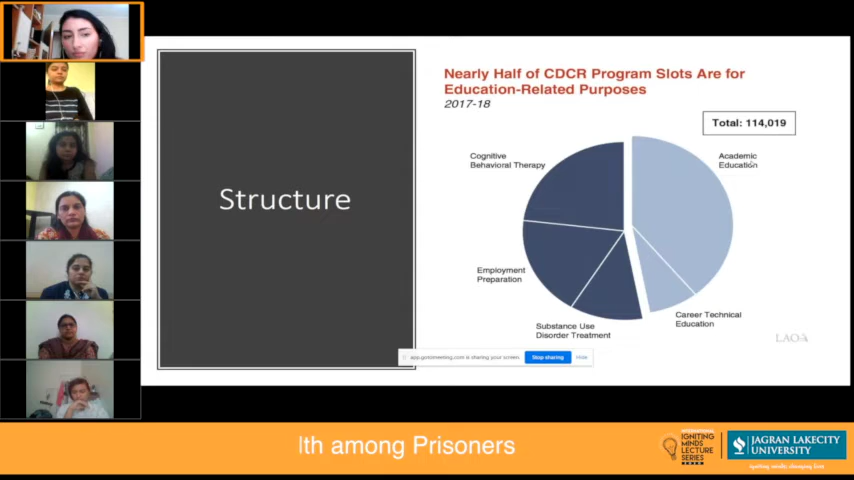 Structure
Nearly Half of CDCR Program Slots Are for
Education-Related Purposes
2017-18
Total: 114,019
Cognitive
Behavioral Therapy
Academic
Education
Employment
Preparation
Substance Use
Disorder Treatment
Career Technical
Education
LAO
app.gotomeeting.com is sharing your screen.
Stop sharing
Hide
lth among Prisoners
INTERNATIONAL
IGNITING
MINDS
LECTURE
SERIES
JAGRAN LAKECITY
UNIVERSITY